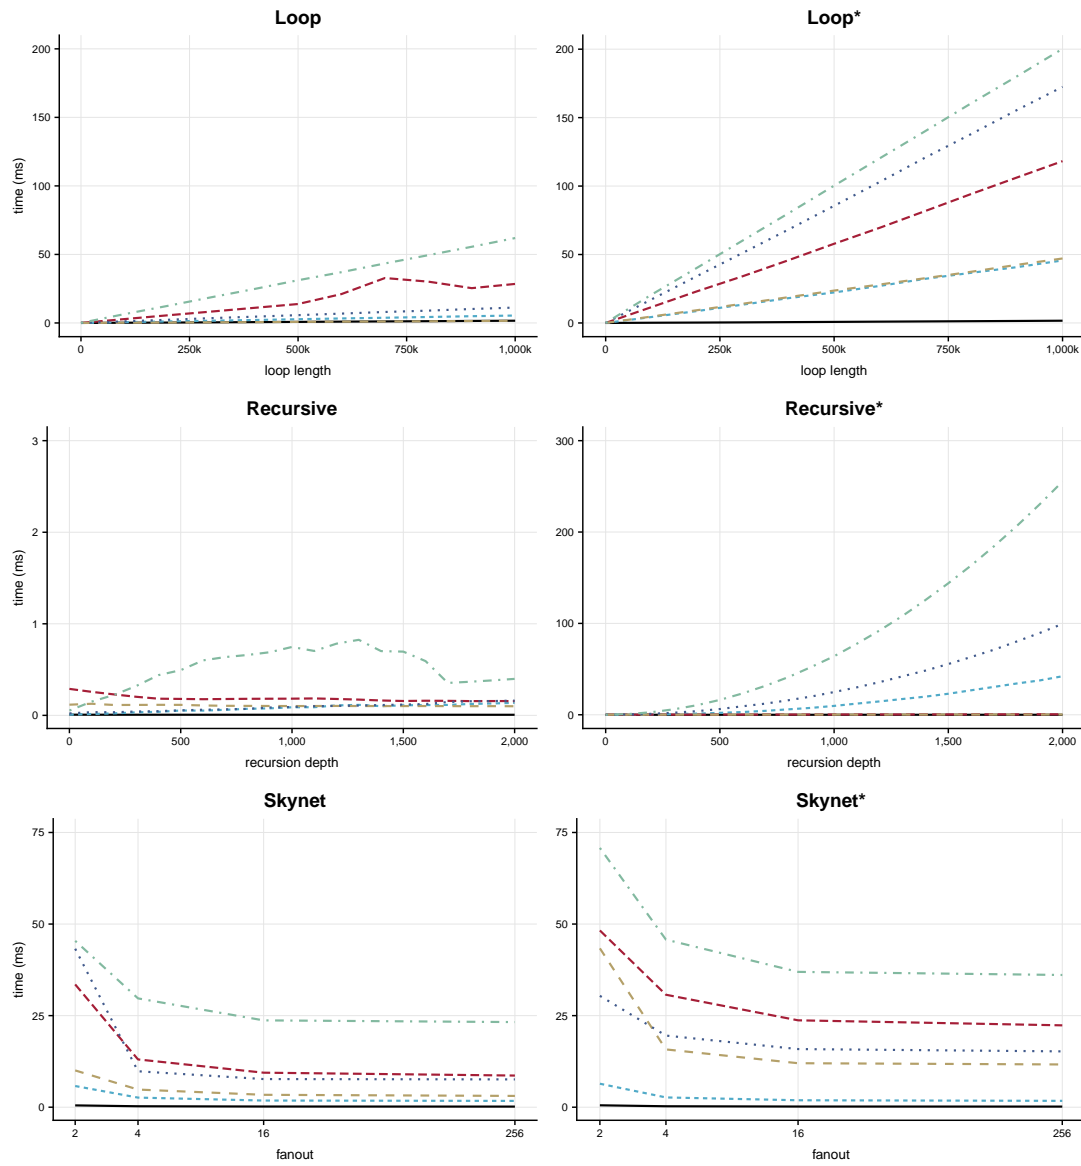 Loop
200
150
100
50
0
time (ms)
0 250k 500k 750k 1,000k
loop length
Loop*
200
150
100
50
0
0 250k 500k 750k 1,000k
loop length
Recursive
3
2
1
0
time (ms)
0 500 1,000 1,500 2,000
recursion depth
Recursive*
300
200
100
0
0 500 1,000 1,500 2,000
recursion depth
Skynet
75
50
25
0
time (ms)
2 4 16 256
fanout
Skynet*
75
50
25
0
2 4 16 256
fanout